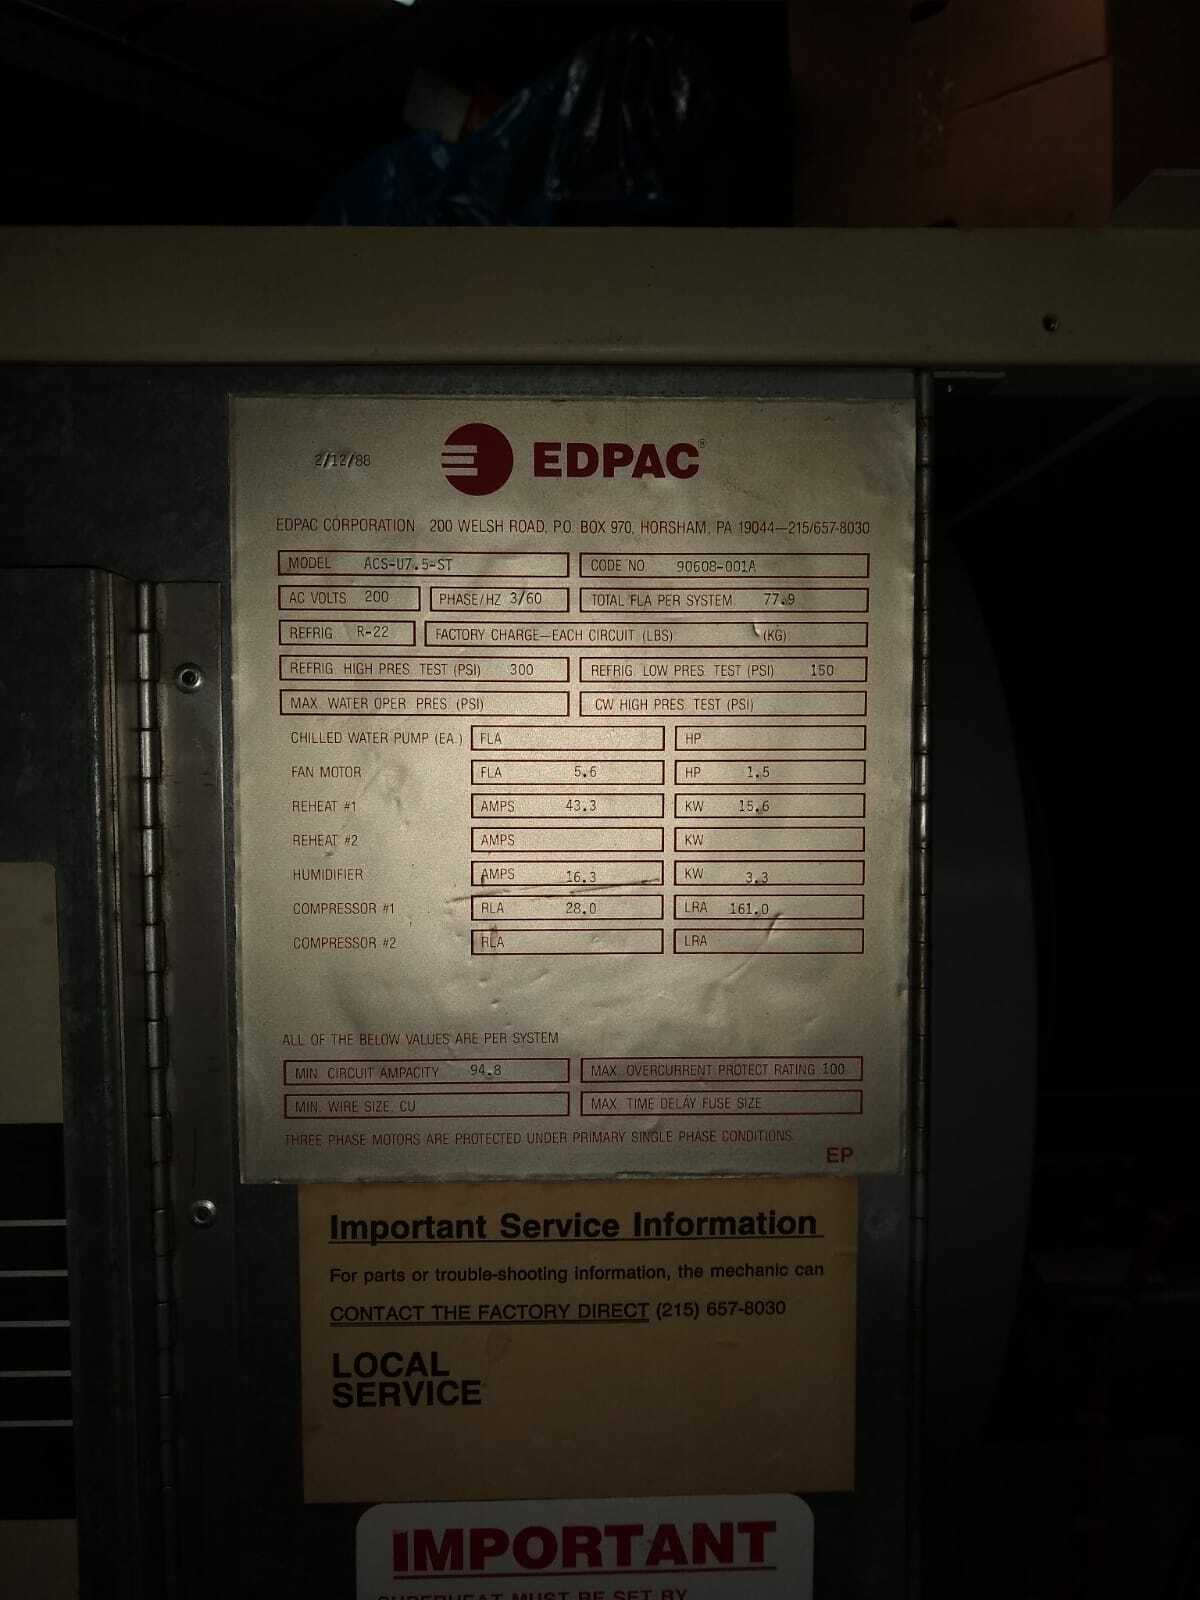 2/12/88
EDPAC®
EDPAC CORPORATION 200 WELSH ROAD, P.O. BOX 970, HORSHAM, PA 19044—215/657-8030
MODEL ACS-U7.5-ST CODE NO. 90608-001A
AC VOLTS 200 PHASE/HZ 3/60 TOTAL FLA PER SYSTEM 77.9
REFRIG R-22 FACTORY CHARGE—EACH CIRCUIT (LBS) (KG)
REFRIG. HIGH PRES. TEST (PSI) 300 REFRIG. LOW PRES. TEST (PSI) 150
MAX. WATER OPER. PRES. (PSI) CW HIGH PRES. TEST (PSI)
CHILLED WATER PUMP (EA.) FLA HP
FAN MOTOR FLA 5.6 HP 1.5
REHEAT #1 AMPS 43.3 KW 15.6
REHEAT #2 AMPS KW
HUMIDIFIER AMPS 16.3 KW 3.3
COMPRESSOR #1 RLA 28.0 LRA 161.0
COMPRESSOR #2 RLA LRA
ALL OF THE BELOW VALUES ARE PER SYSTEM
MIN. CIRCUIT AMPACITY 94.8 MAX. OVERCURRENT PROTECT RATING 100
MIN. WIRE SIZE, CU MAX. TIME DELAY FUSE SIZE
THREE PHASE MOTORS ARE PROTECTED UNDER PRIMARY SINGLE PHASE CONDITIONS.
EP
Important Service Information
For parts or trouble-shooting information, the mechanic can
CONTACT THE FACTORY DIRECT (215) 657-8030
LOCAL
SERVICE
IMPORTANT
SUPERHEAT MUST BE SET BY